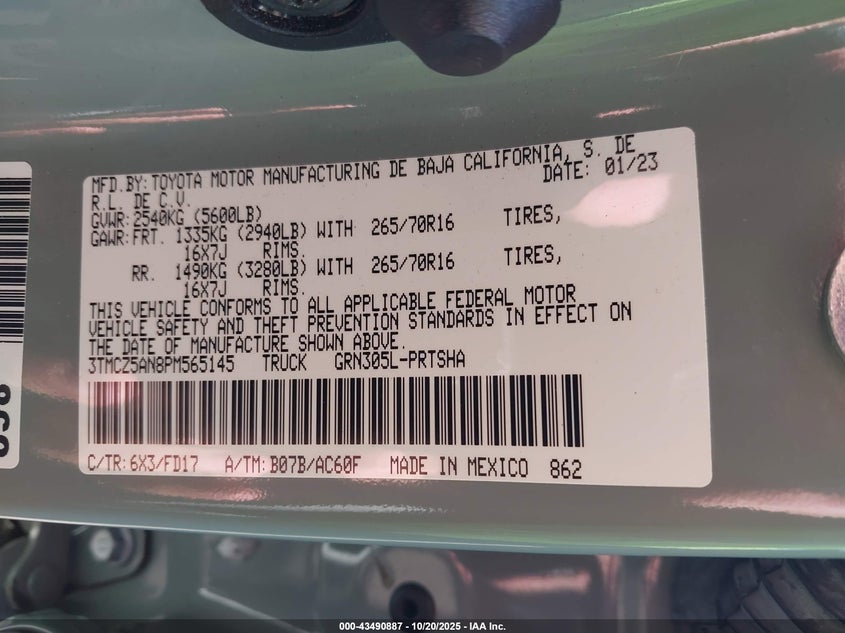 MFD.BY: TOYOTA MOTOR MANUFACTURING DE BAJA CALIFORNIA, S. DE
R.L. DE C.V. DATE: 01/23
GVWR: 2540KG (5600LB)
GAWR: FRT. 1335KG (2940LB) WITH 265/70R16 TIRES,
16X7J RIMS.
RR. 1490KG (3280LB) WITH 265/70R16 TIRES,
16X7J RIMS.
THIS VEHICLE CONFORMS TO ALL APPLICABLE FEDERAL MOTOR
VEHICLE SAFETY AND THEFT PREVENTION STANDARDS IN EFFECT ON
THE DATE OF MANUFACTURE SHOWN ABOVE.
3TMCZ5AN8PM565145 TRUCK GRN305L-PRTSHA
C/TR: 6X3/FD17 A/TM: B07B/AC60F MADE IN MEXICO 862
000-43490887 - 10/20/2025 - IAA Inc.